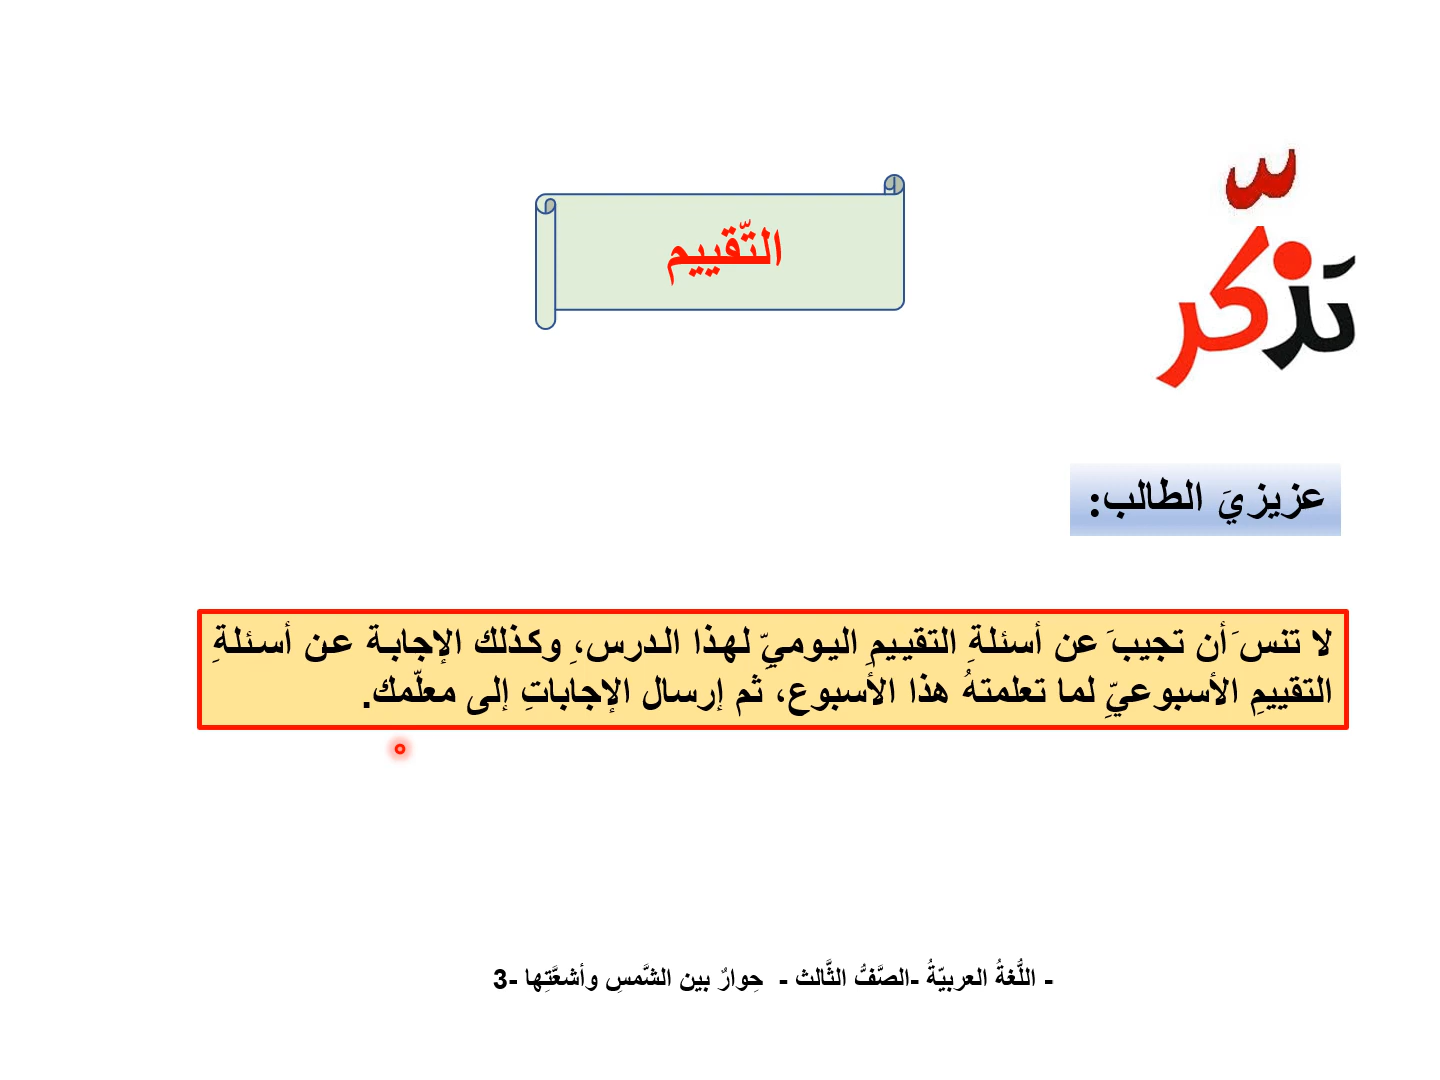 تَذكّر
التّقييم
عزيزيَ الطالب:
لا تنسَ أن تجيبَ عن أسئلةِ التقييمِ اليوميِّ لهذا الدرسِ، وكذلك الإجابة عن أسئلةِ
التقييمِ الأسبوعيِّ لما تعلمتهُ هذا الأسبوع، ثم إرسال الإجاباتِ إلى معلّمك.
- اللُّغةُ العربيّةُ -الصَّفُّ الثَّالث - حِوارٌ بين الشَّمسِ وأشعَّتِها -3